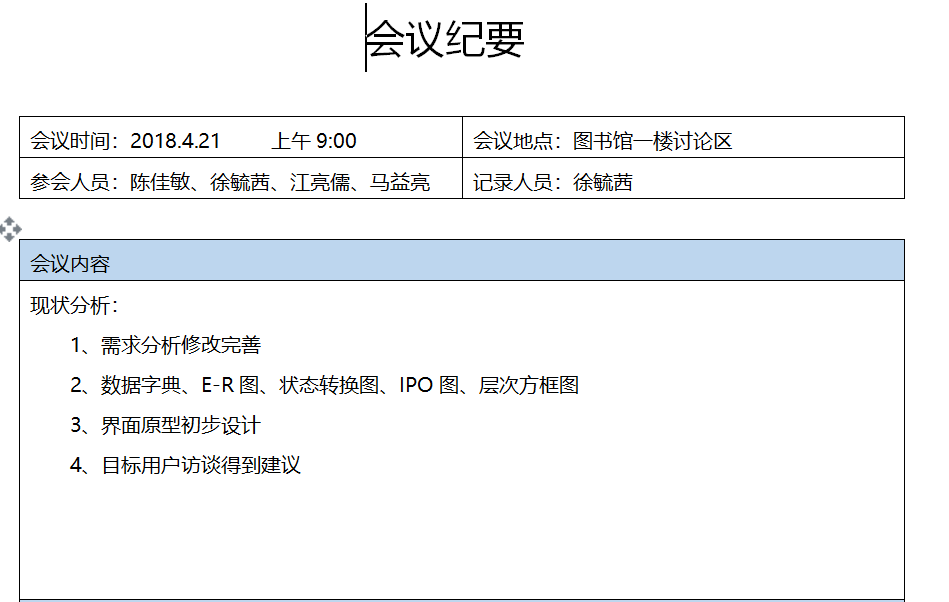 会议纪要
会议时间：2018.4.21 上午 9:00 会议地点：图书馆一楼讨论区
参会人员：陈佳敏、徐毓茜、江亮儒、马益亮 记录人员：徐毓茜
会议内容
现状分析：
1、需求分析修改完善
2、数据字典、E-R 图、状态转换图、IPO 图、层次方框图
3、界面原型初步设计
4、目标用户访谈得到建议